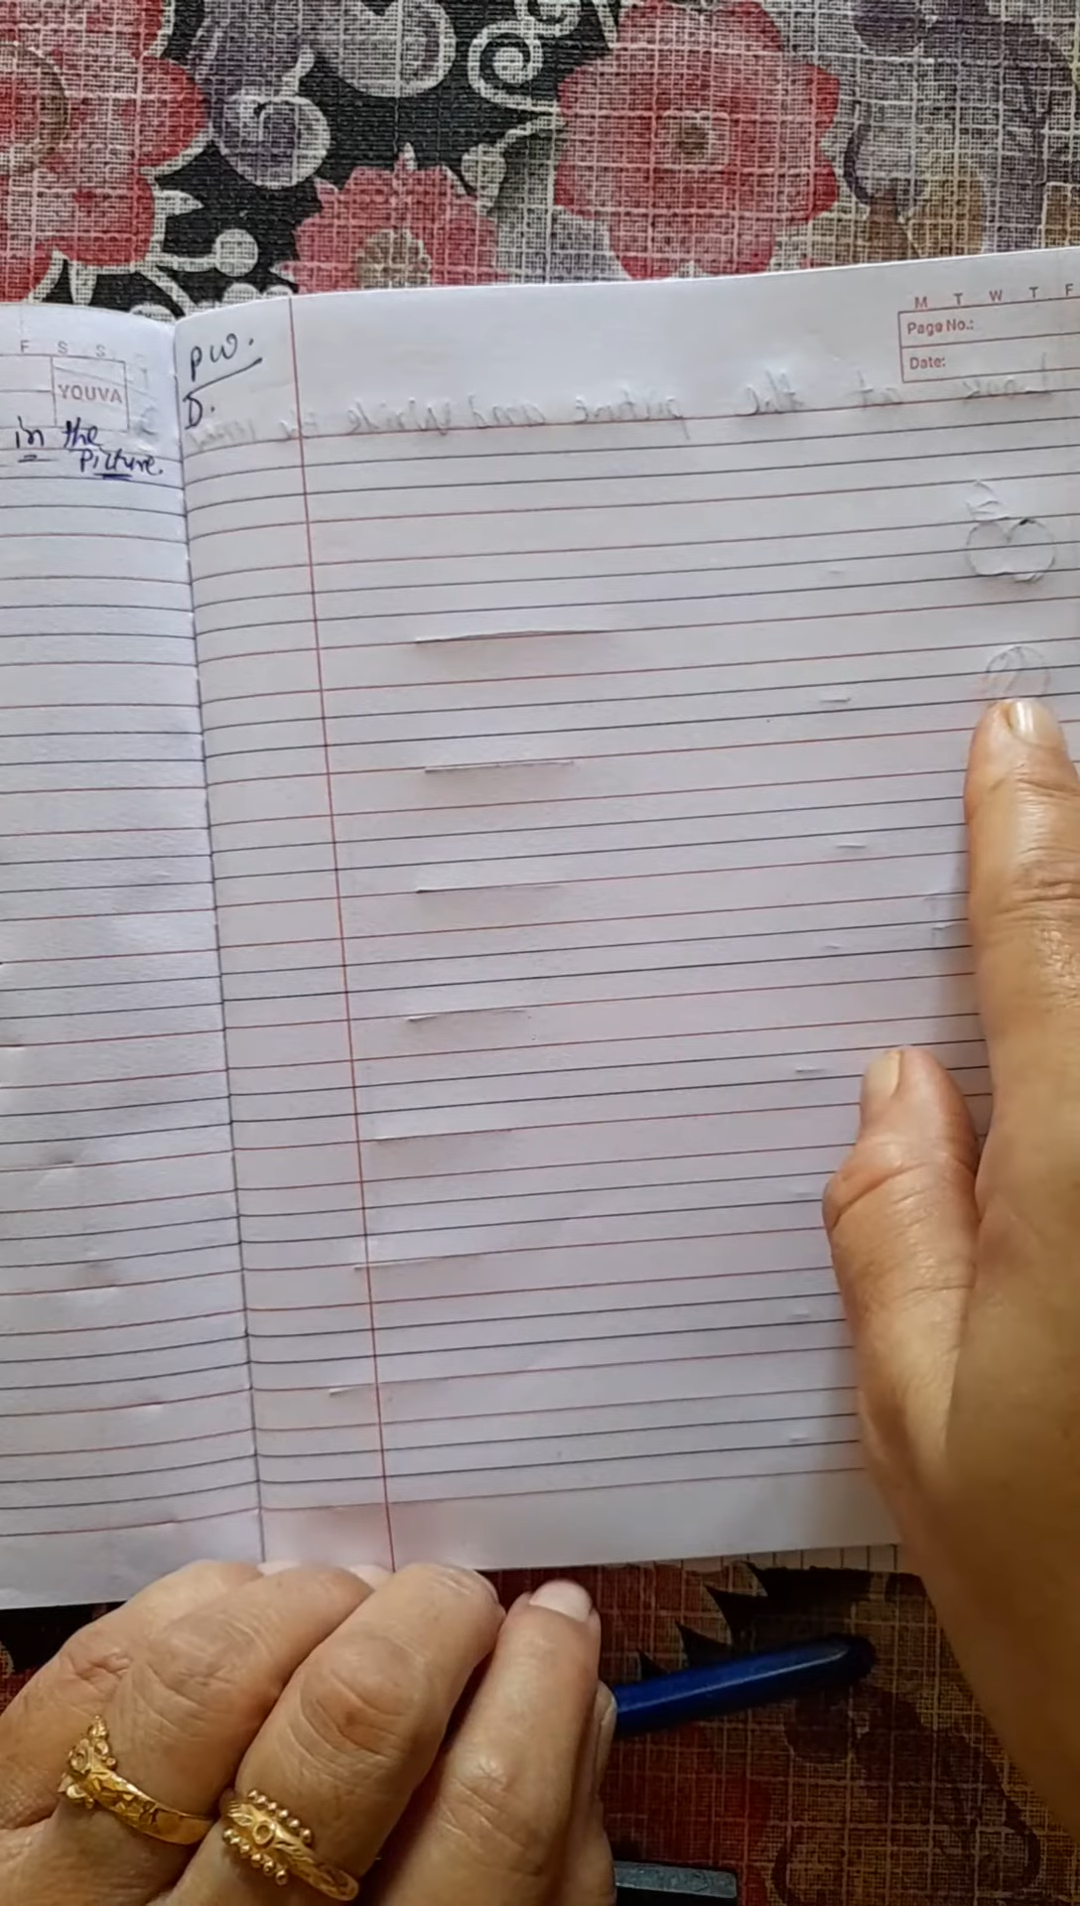 F S S
YOUVA
in the
Picture.
PW.
D.
M T W T F
Page No.:
Date: